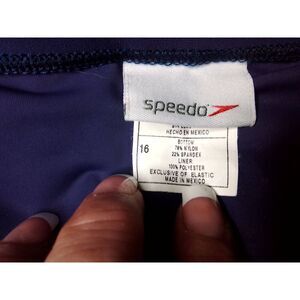 speedo
HECHO EN MEXICO
16
BOTTOM
78% NYLON
22% SPANDEX
LINER
100% POLYESTER
EXCLUSIVE OF ELASTIC
MADE IN MEXICO